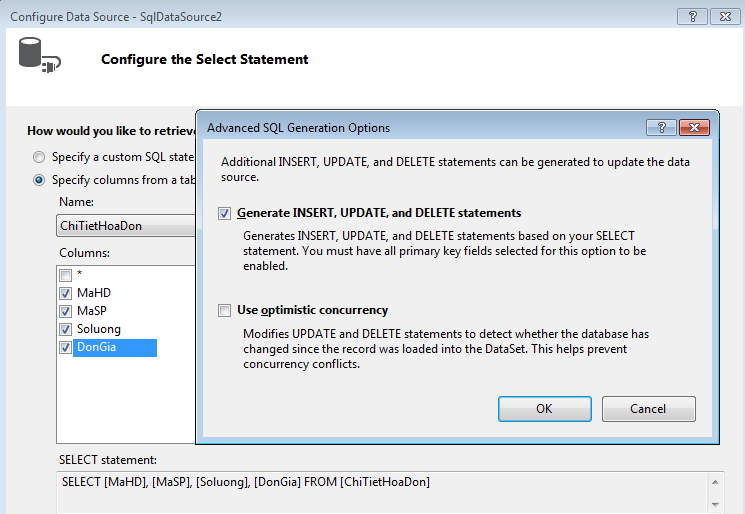 Configure Data Source - SqlDataSource2
Configure the Select Statement
How would you like to retrieve
Specify a custom SQL state
Specify columns from a tab
Name:
ChiTietHoaDon
Columns:
*
MaHD
MaSP
Soluong
DonGia
SELECT statement:
SELECT [MaHD], [MaSP], [Soluong], [DonGia] FROM [ChiTietHoaDon]
Advanced SQL Generation Options
Additional INSERT, UPDATE, and DELETE statements can be generated to update the data
source.
Generate INSERT, UPDATE, and DELETE statements
Generates INSERT, UPDATE, and DELETE statements based on your SELECT
statement. You must have all primary key fields selected for this option to be
enabled.
Use optimistic concurrency
Modifies UPDATE and DELETE statements to detect whether the database has
changed since the record was loaded into the DataSet. This helps prevent
concurrency conflicts.
OK
Cancel